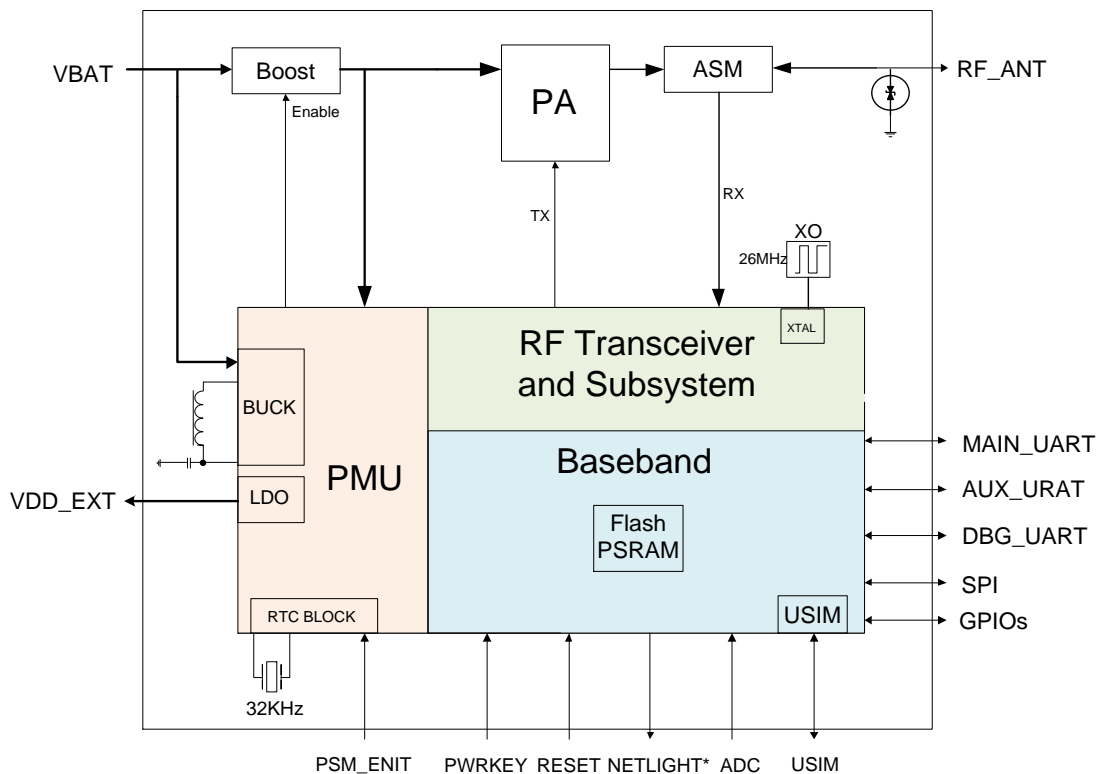 VBAT
Boost
PA
ASM
RF_ANT
Enable
TX
RX
XO
26MHz
XTAL
RF Transceiver
and Subsystem
BUCK
PMU
LDO
VDD_EXT
Baseband
Flash
PSRAM
MAIN_UART
AUX_URAT
DBG_UART
SPI
GPIOs
RTC BLOCK
USIM
32KHz
PSM_ENIT
PWRKEY
RESET
NETLIGHT*
ADC
USIM